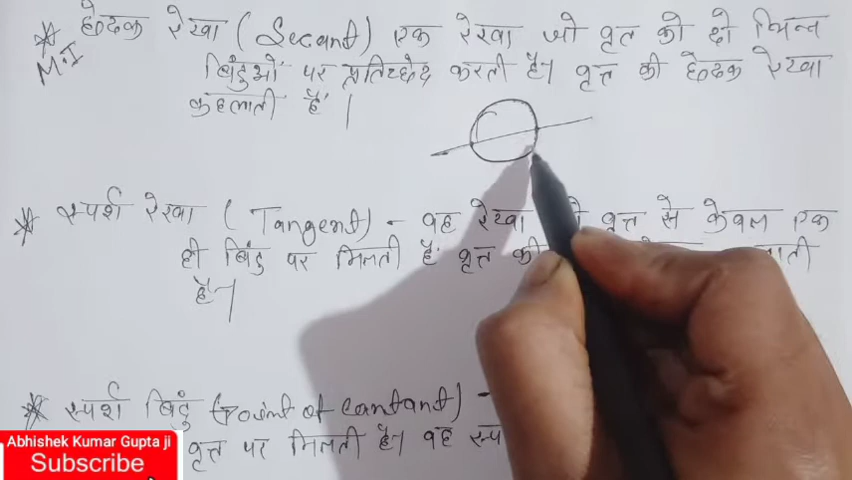 * छेदक रेखा (Secant) एक रेखा जो वृत को दो भिन्न
M.I बिंदुओं पर प्रतिच्छेद करती है। वृत्त की छेदक रेखा
कहलाती है।
* स्पर्श रेखा (Tangent) - वह रेखा वृत्त से केवल एक
ही बिंदु पर मिलती है वृत्त की
है।
* स्पर्श बिंदु (Point of contant) -
वृत्त पर मिलती है। वह
Abhishek Kumar Gupta ji
Subscribe